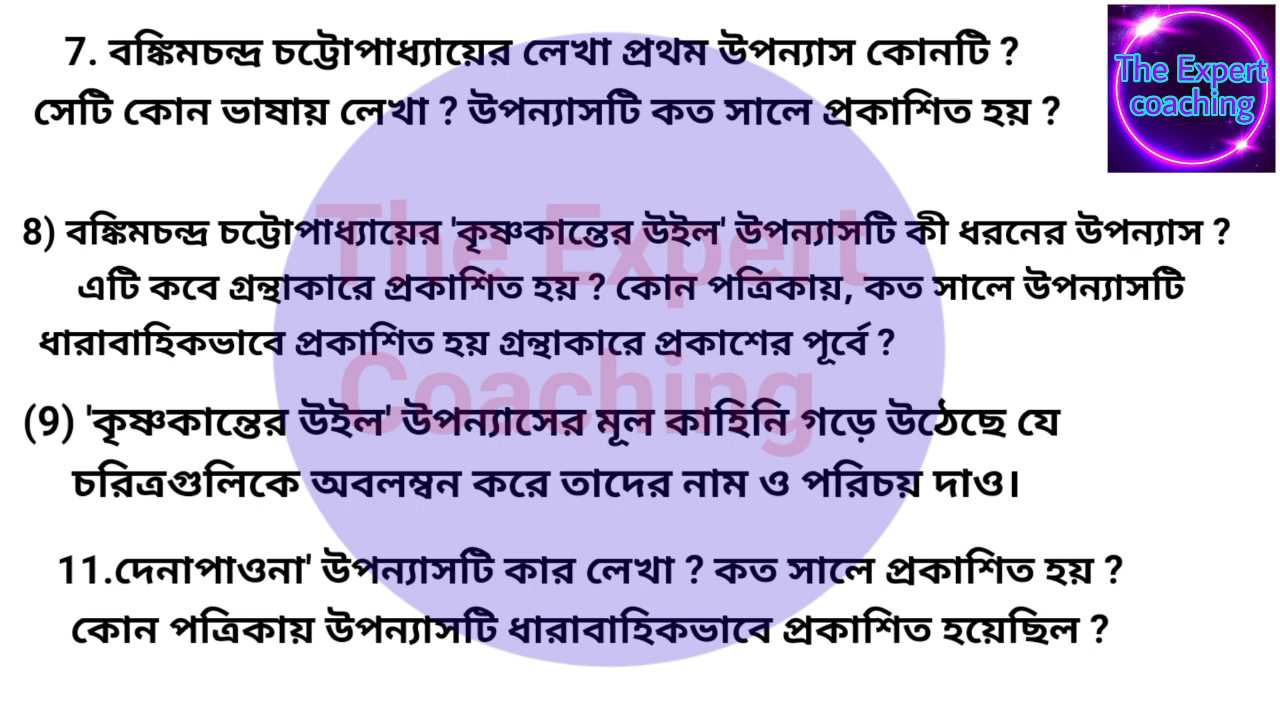 7. বঙ্কিমচন্দ্র চট্টোপাধ্যায়ের লেখা প্রথম উপন্যাস কোনটি ?
সেটি কোন ভাষায় লেখা ? উপন্যাসটি কত সালে প্রকাশিত হয় ?
The Expert
coaching
8) বঙ্কিমচন্দ্র চট্টোপাধ্যায়ের 'কৃষ্ণকান্তের উইল' উপন্যাসটি কী ধরনের উপন্যাস ?
এটি কবে গ্রন্থাকারে প্রকাশিত হয় ? কোন পত্রিকায়, কত সালে উপন্যাসটি
ধারাবাহিকভাবে প্রকাশিত হয় গ্রন্থাকারে প্রকাশের পূর্বে ?
The Expert
Coaching
(9) 'কৃষ্ণকান্তের উইল' উপন্যাসের মূল কাহিনি গড়ে উঠেছে যে
চরিত্রগুলিকে অবলম্বন করে তাদের নাম ও পরিচয় দাও।
11.দেনাপাওনা' উপন্যাসটি কার লেখা ? কত সালে প্রকাশিত হয় ?
কোন পত্রিকায় উপন্যাসটি ধারাবাহিকভাবে প্রকাশিত হয়েছিল ?